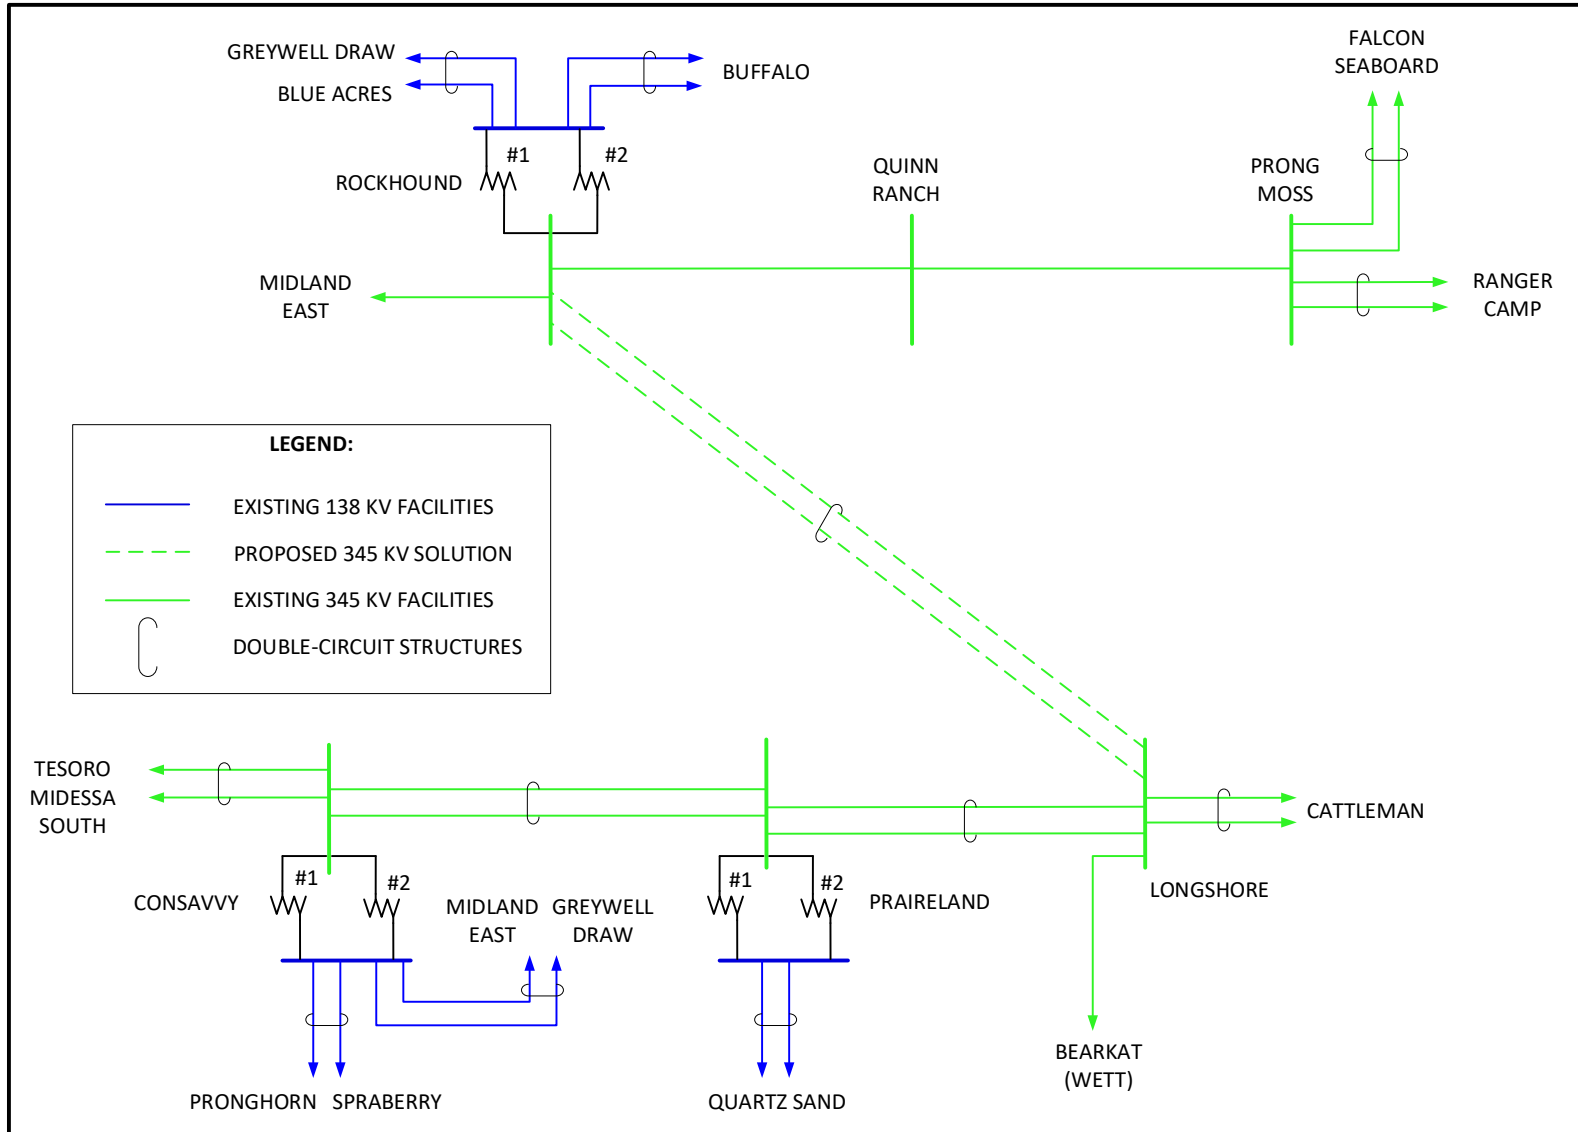 GREYWELL DRAW
BLUE ACRES
BUFFALO
FALCON
SEABOARD
#1
#2
ROCKHOUND
QUINN
RANCH
PRONG
MOSS
MIDLAND
EAST
RANGER
CAMP
LEGEND:
EXISTING 138 KV FACILITIES
PROPOSED 345 KV SOLUTION
EXISTING 345 KV FACILITIES
DOUBLE-CIRCUIT STRUCTURES
TESORO
MIDESSA
SOUTH
CATTLEMAN
#1
#2
CONSAVVY
MIDLAND
EAST
GREYWELL
DRAW
#1
#2
PRAIRELAND
LONGSHORE
BEARKAT
(WETT)
PRONGHORN
SPRABERRY
QUARTZ SAND